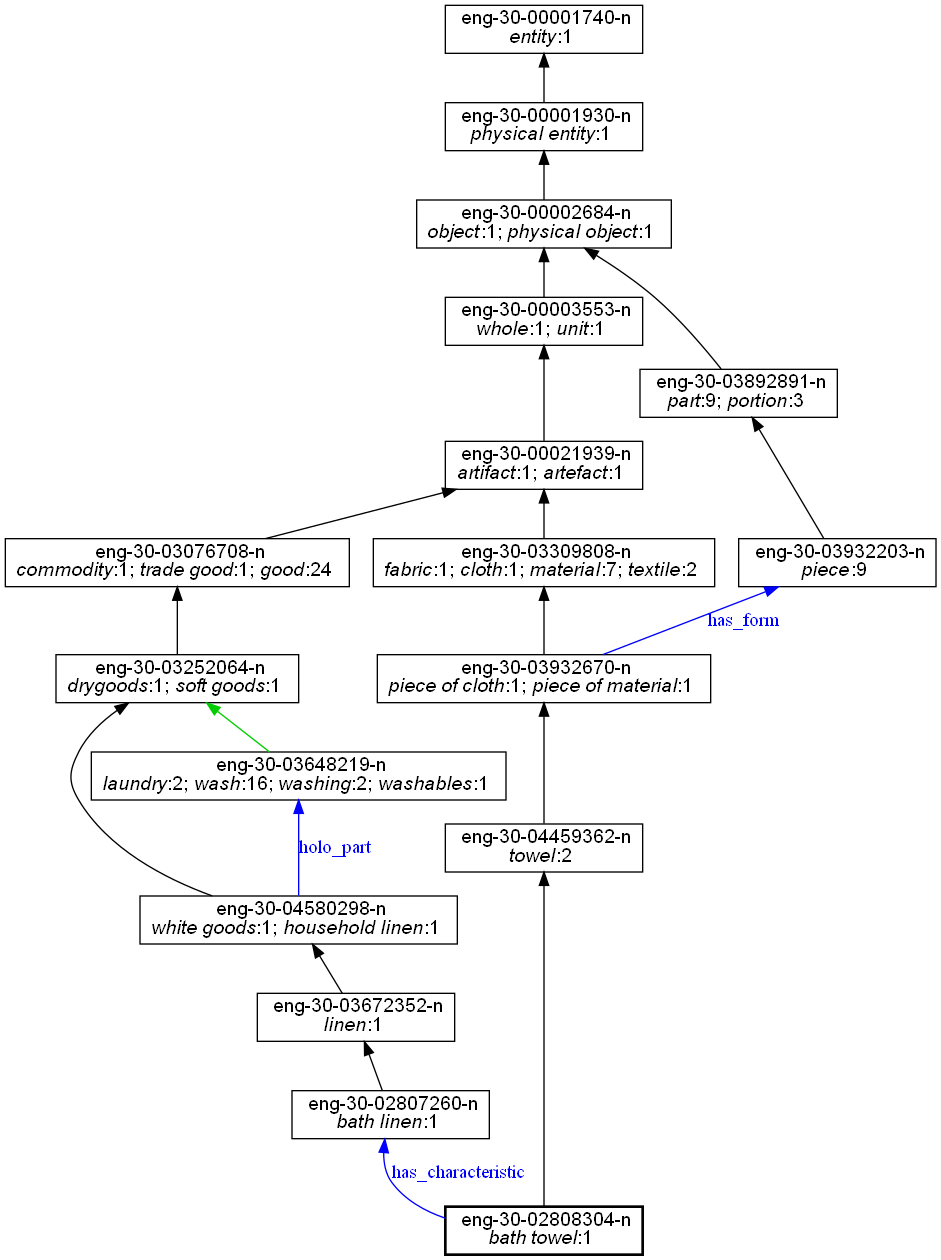 eng-30-00001740-n
entity:1
eng-30-00001930-n
physical entity:1
eng-30-00002684-n
object:1; physical object:1
eng-30-00003553-n
whole:1; unit:1
eng-30-03892891-n
part:9; portion:3
eng-30-00021939-n
artifact:1; artefact:1
eng-30-03076708-n
commodity:1; trade good:1; good:24
eng-30-03309808-n
fabric:1; cloth:1; material:7; textile:2
eng-30-03932203-n
piece:9
has_form
eng-30-03252064-n
drygoods:1; soft goods:1
eng-30-03932670-n
piece of cloth:1; piece of material:1
eng-30-03648219-n
laundry:2; wash:16; washing:2; washables:1
holo_part
eng-30-04459362-n
towel:2
eng-30-04580298-n
white goods:1; household linen:1
eng-30-03672352-n
linen:1
eng-30-02807260-n
bath linen:1
has_characteristic
eng-30-02808304-n
bath towel:1